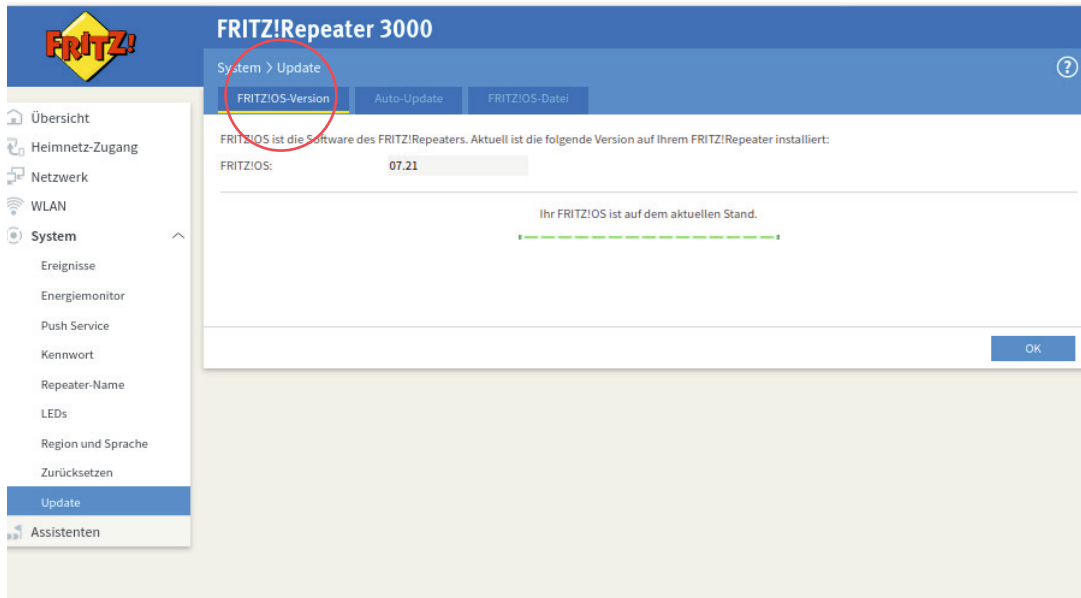 FRITZ!
FRITZ!Repeater 3000
System > Update
?
FRITZ!OS-Version Auto-Update FRITZ!OS-Datei
Übersicht
Heimnetz-Zugang
Netzwerk
WLAN
System
Ereignisse
Energiemonitor
Push Service
Kennwort
Repeater-Name
LEDs
Region und Sprache
Zurücksetzen
Update
Assistenten
FRITZ!OS ist die Software des FRITZ!Repeaters. Aktuell ist die folgende Version auf Ihrem FRITZ!Repeater installiert:
FRITZ!OS: 07.21
Ihr FRITZ!OS ist auf dem aktuellen Stand.
OK